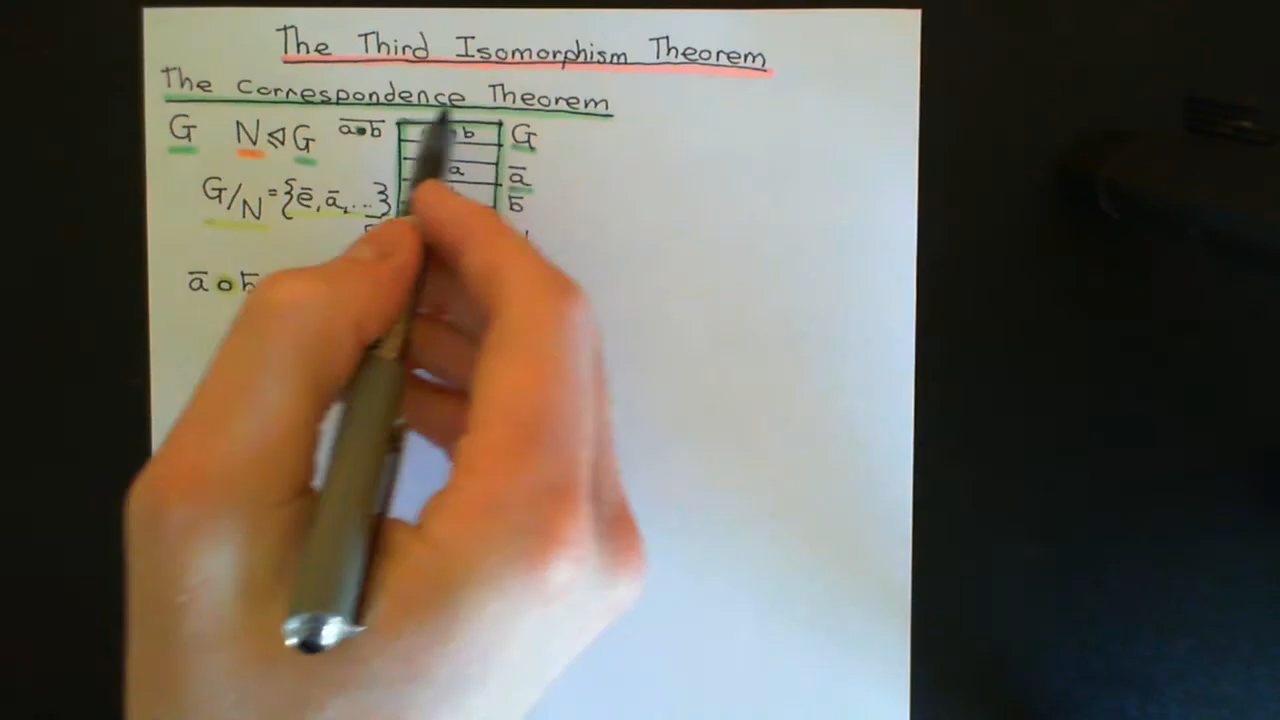 The Third Isomorphism Theorem
The Correspondence Theorem
G N ⊲ G a∘b b G
a ā
G/N = {ē, ā, ...} b̄
ā ∘ b̄